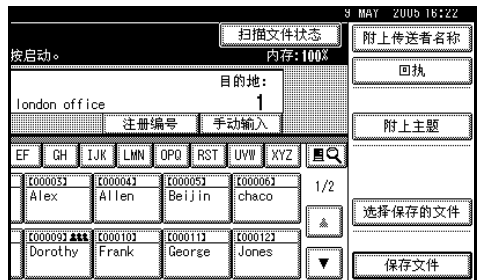 9 MAY 2005 16:22
扫描文件状态
附上传送者名称
按启动。
内存:100%
回执
目的地:
london office
1
注册编号
手动输入
附上主题
EF GH IJK LMN OPQ RST UVW XYZ
[00003] [00004] [00005] [00006]
Alex Allen Beijin chaco
1/2
选择保存的文件
[00009] [00010] [00011] [00012]
Dorothy Frank George Jones
▼
保存文件